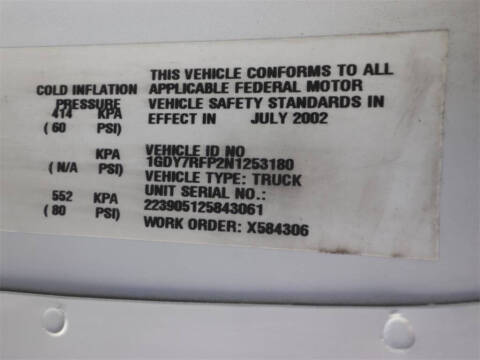 COLD INFLATION
PRESSURE
414 KPA
( 60 PSI)
KPA
( N/A PSI)
552 KPA
( 80 PSI)
THIS VEHICLE CONFORMS TO ALL
APPLICABLE FEDERAL MOTOR
VEHICLE SAFETY STANDARDS IN
EFFECT IN JULY 2002
VEHICLE ID NO
1GDY7RFP2N1253180
VEHICLE TYPE: TRUCK
UNIT SERIAL NO.:
223905125843061
WORK ORDER: X584306